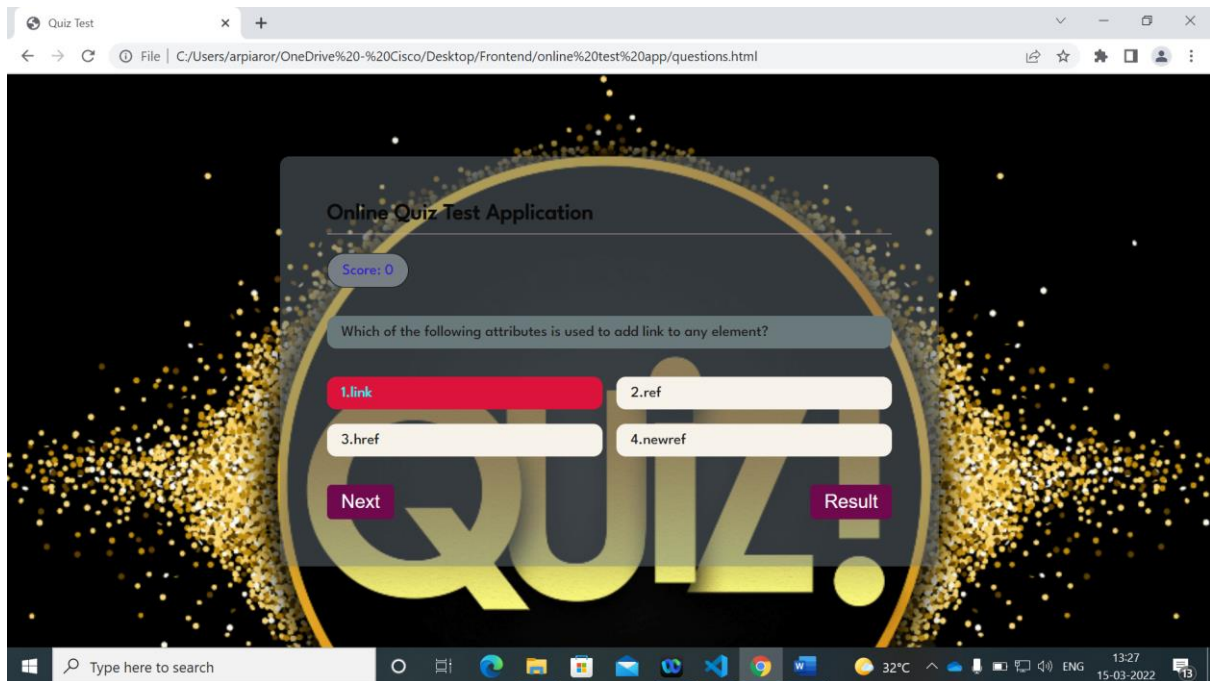 Quiz Test
File | C:/Users/arpiaror/OneDrive%20-%20Cisco/Desktop/Frontend/online%20test%20app/questions.html
Online Quiz Test Application
Score: 0
Which of the following attributes is used to add link to any element?
1.link 2.ref
3.href 4.newref
Next Result
QUIZ!
Type here to search 32°C ENG 13:27
15-03-2022 13